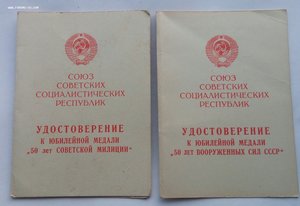 СОЮЗ
СОВЕТСКИХ
СОЦИАЛИСТИЧЕСКИХ
РЕСПУБЛИК
УДОСТОВЕРЕНИЕ
К ЮБИЛЕЙНОЙ МЕДАЛИ
„50 лет СОВЕТСКОЙ МИЛИЦИИ"
СОЮЗ
СОВЕТСКИХ
СОЦИАЛИСТИЧЕСКИХ
РЕСПУБЛИК
УДОСТОВЕРЕНИЕ
К ЮБИЛЕЙНОЙ МЕДАЛИ
„50 ЛЕТ ВООРУЖЕННЫХ СИЛ СССР"